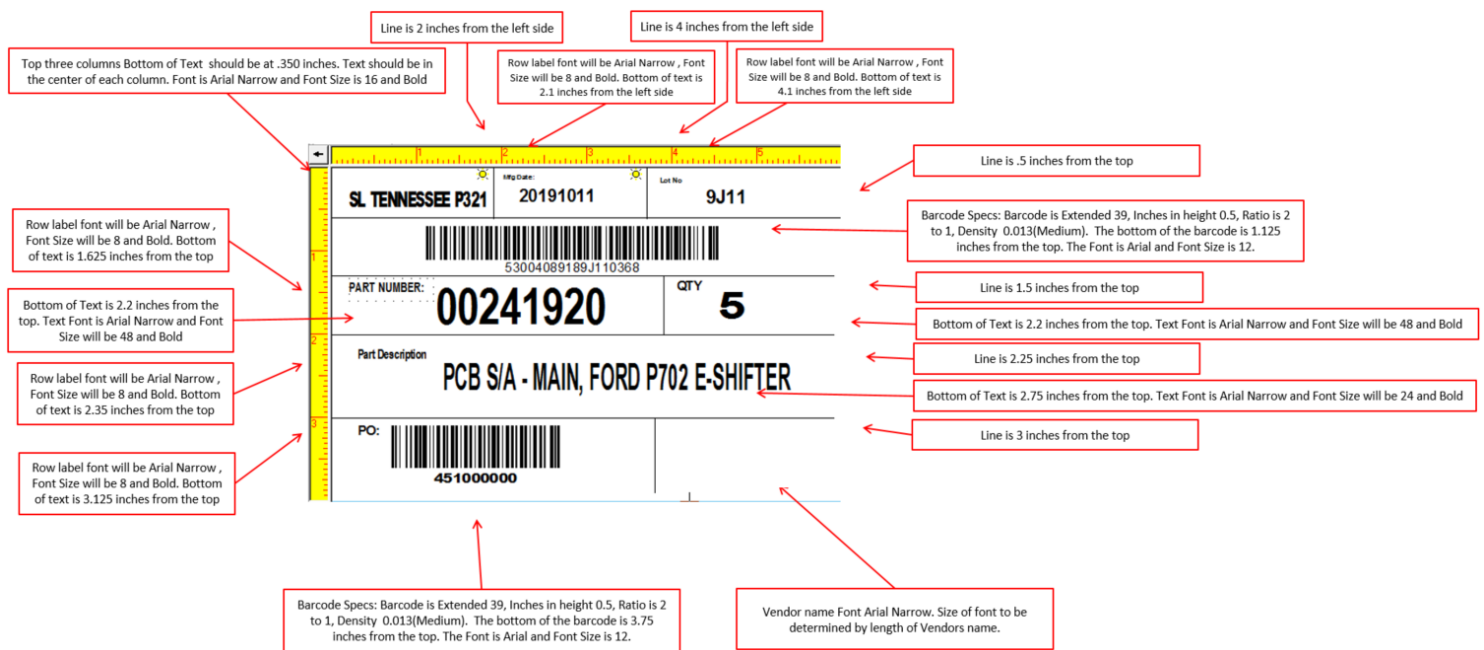 Line is 2 inches from the left side
Line is 4 inches from the left side
Top three columns Bottom of Text should be at .350 inches. Text should be in
the center of each column. Font is Arial Narrow and Font Size is 16 and Bold
Row label font will be Arial Narrow , Font
Size will be 8 and Bold. Bottom of text is
2.1 inches from the left side
Row label font will be Arial Narrow , Font
Size will be 8 and Bold. Bottom of text is
4.1 inches from the left side
1 2 3 4 5
Line is .5 inches from the top
SL TENNESSEE P321
Mfg Date:
20191011
Lot No
9J11
Row label font will be Arial Narrow ,
Font Size will be 8 and Bold. Bottom
of text is 1.625 inches from the top
Barcode Specs: Barcode is Extended 39, Inches in height 0.5, Ratio is 2
to 1, Density 0.013(Medium). The bottom of the barcode is 1.125
inches from the top. The Font is Arial and Font Size is 12.
1
53004089189J110368
PART NUMBER:
00241920
QTY
5
Line is 1.5 inches from the top
Bottom of Text is 2.2 inches from the
top. Text Font is Arial Narrow and Font
Size will be 48 and Bold
Bottom of Text is 2.2 inches from the top. Text Font is Arial Narrow and Font Size will be 48 and Bold
2
Part Description
PCB S/A - MAIN, FORD P702 E-SHIFTER
Line is 2.25 inches from the top
Row label font will be Arial Narrow ,
Font Size will be 8 and Bold. Bottom
of text is 2.35 inches from the top
Bottom of Text is 2.75 inches from the top. Text Font is Arial Narrow and Font Size will be 24 and Bold
3
PO:
451000000
Line is 3 inches from the top
Row label font will be Arial Narrow ,
Font Size will be 8 and Bold. Bottom
of text is 3.125 inches from the top
Barcode Specs: Barcode is Extended 39, Inches in height 0.5, Ratio is 2
to 1, Density 0.013(Medium). The bottom of the barcode is 3.75
inches from the top. The Font is Arial and Font Size is 12.
Vendor name Font Arial Narrow. Size of font to be
determined by length of Vendors name.